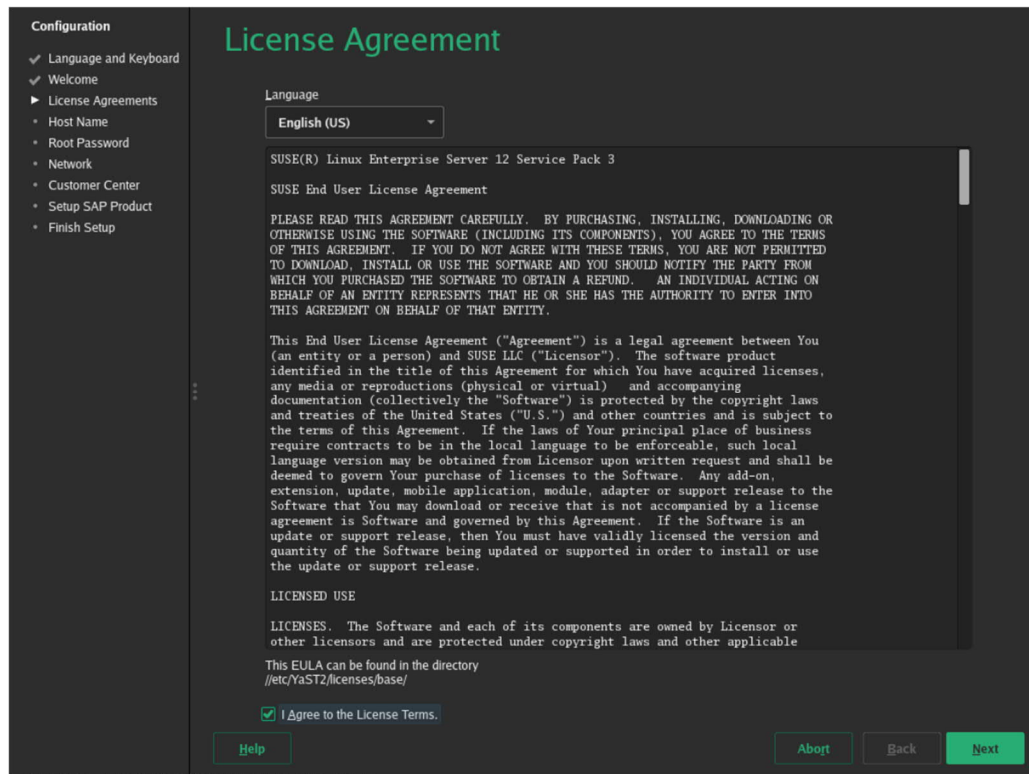 Configuration
Language and Keyboard
Welcome
License Agreements
Host Name
Root Password
Network
Customer Center
Setup SAP Product
Finish Setup
License Agreement
Language
English (US)
SUSE(R) Linux Enterprise Server 12 Service Pack 3
SUSE End User License Agreement
PLEASE READ THIS AGREEMENT CAREFULLY.  BY PURCHASING, INSTALLING, DOWNLOADING OR
OTHERWISE USING THE SOFTWARE (INCLUDING ITS COMPONENTS), YOU AGREE TO THE TERMS
OF THIS AGREEMENT.  IF YOU DO NOT AGREE WITH THESE TERMS, YOU ARE NOT PERMITTED
TO DOWNLOAD, INSTALL OR USE THE SOFTWARE AND YOU SHOULD NOTIFY THE PARTY FROM
WHICH YOU PURCHASED THE SOFTWARE TO OBTAIN A REFUND.   AN INDIVIDUAL ACTING ON
BEHALF OF AN ENTITY REPRESENTS THAT HE OR SHE HAS THE AUTHORITY TO ENTER INTO
THIS AGREEMENT ON BEHALF OF THAT ENTITY.
This End User License Agreement ("Agreement") is a legal agreement between You
(an entity or a person) and SUSE LLC ("Licensor").  The software product
identified in the title of this Agreement for which You have acquired licenses,
any media or reproductions (physical or virtual)   and accompanying
documentation (collectively the "Software") is protected by the copyright laws
and treaties of the United States ("U.S.") and other countries and is subject to
the terms of this Agreement.  If the laws of Your principal place of business
require contracts to be in the local language to be enforceable, such local
language version may be obtained from Licensor upon written request and shall be
deemed to govern Your purchase of licenses to the Software.  Any add-on,
extension, update, mobile application, module, adapter or support release to the
Software that You may download or receive that is not accompanied by a license
agreement is Software and governed by this Agreement.  If the Software is an
update or support release, then You must have validly licensed the version and
quantity of the Software being updated or supported in order to install or use
the update or support release.
LICENSED USE
LICENSES.  The Software and each of its components are owned by Licensor or
other licensors and are protected under copyright laws and other applicable
This EULA can be found in the directory
//etc/YaST2/licenses/base/
I Agree to the License Terms.
Help
Abort
Back
Next